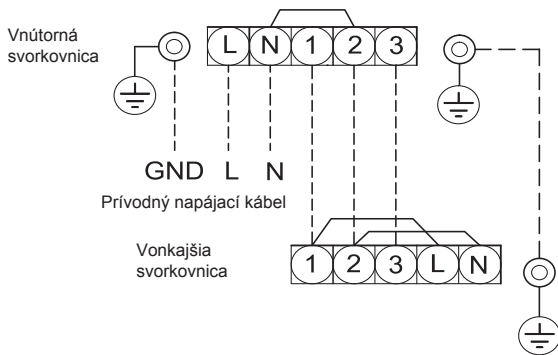 Vnútorná
svorkovnica
L N 1 2 3
GND L N
Prívodný napájací kábel
Vonkajšia
svorkovnica
1 2 3 L N